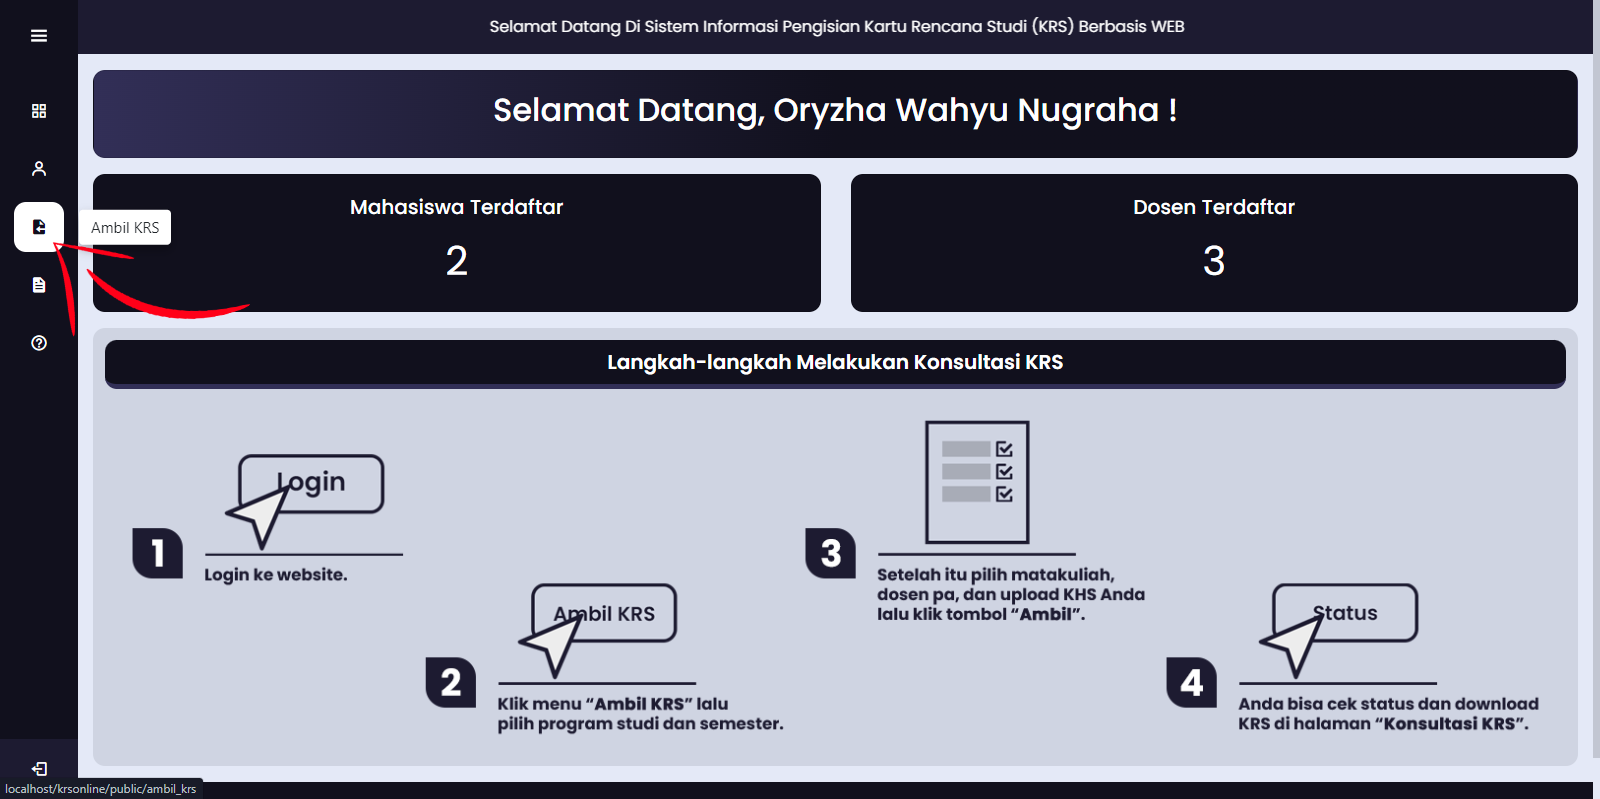 Selamat Datang Di Sistem Informasi Pengisian Kartu Rencana Studi (KRS) Berbasis WEB
Selamat Datang, Oryzha Wahyu Nugraha !
Ambil KRS
Mahasiswa Terdaftar
2
Dosen Terdaftar
3
Langkah-langkah Melakukan Konsultasi KRS
Login
1
Login ke website.
Ambil KRS
2
Klik menu “Ambil KRS” lalu
pilih program studi dan semester.
3
Setelah itu pilih matakuliah,
dosen pa, dan upload KHS Anda
lalu klik tombol “Ambil”.
Status
4
Anda bisa cek status dan download
KRS di halaman “Konsultasi KRS”.
localhost/krsonline/public/ambil_krs